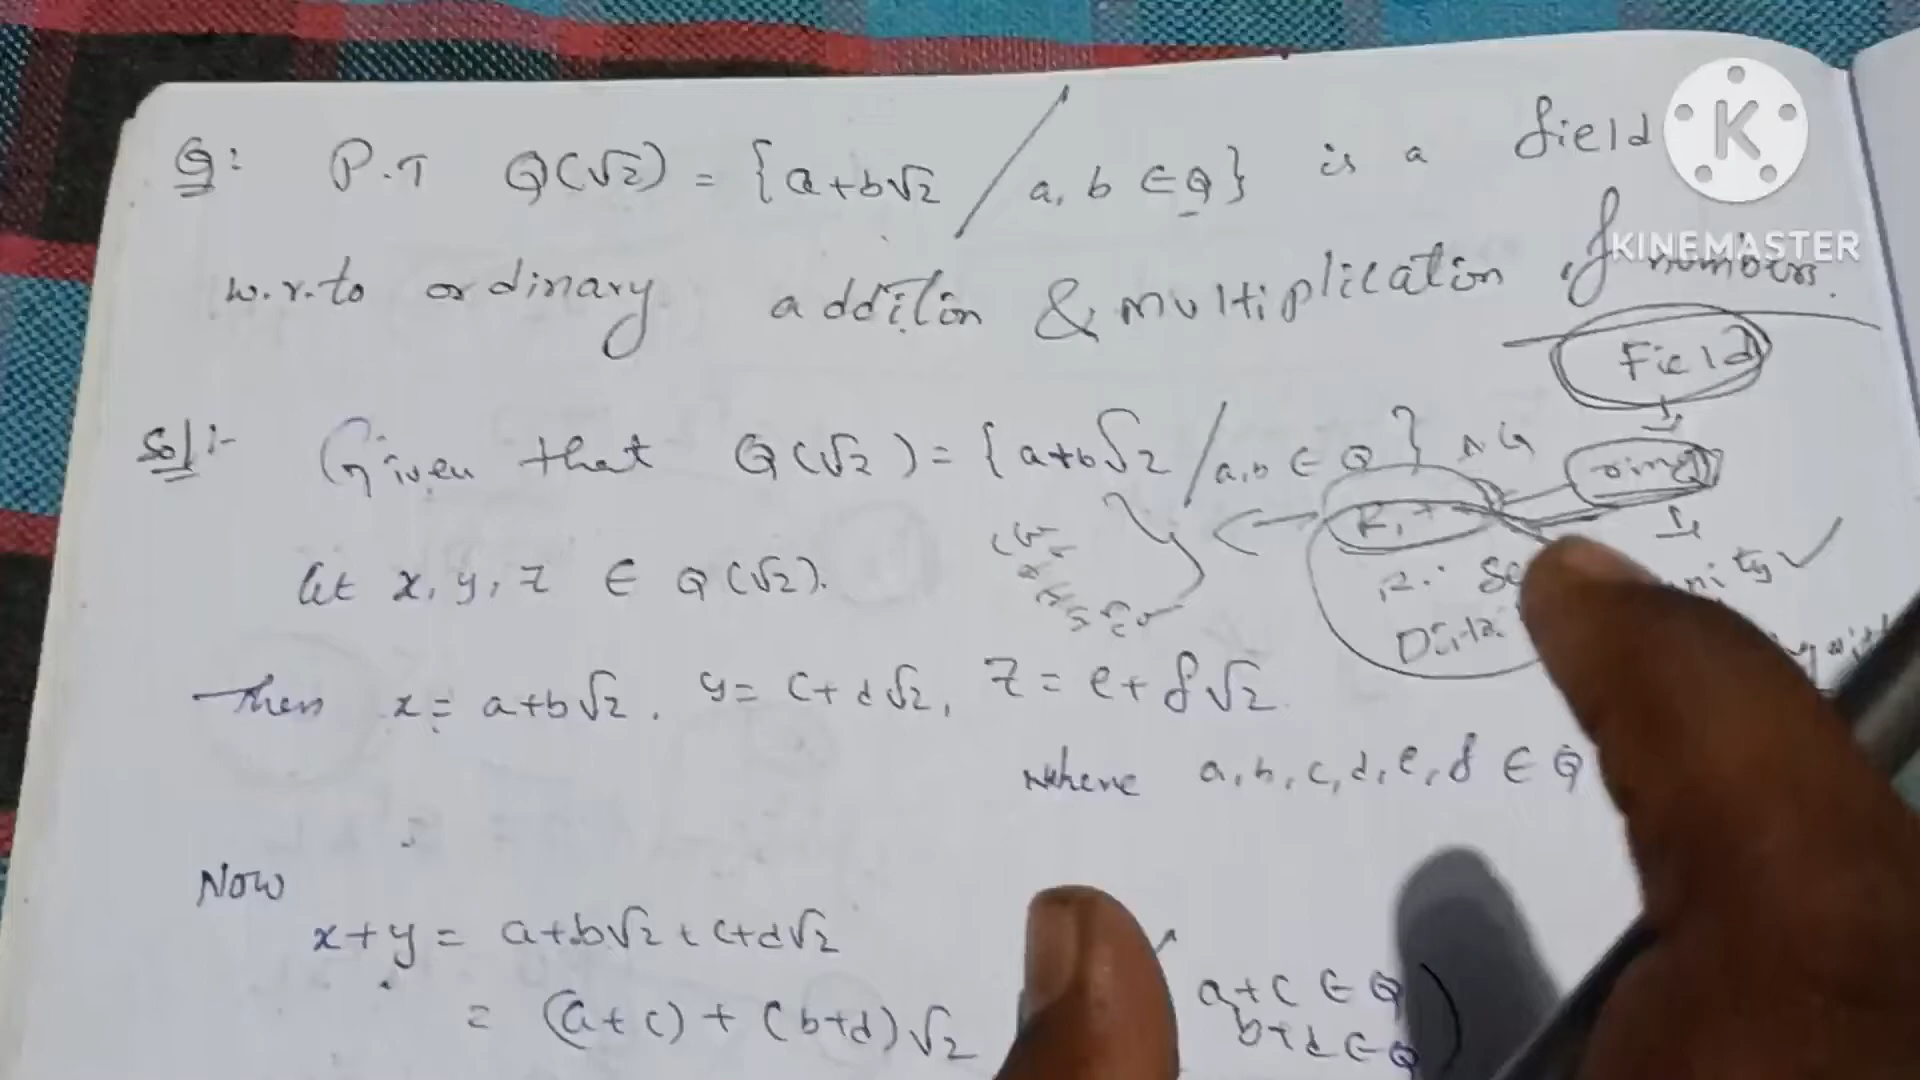 Q: P.T Q(√2) = {a+b√2 / a, b ∈ Q} is a field
w.r.to ordinary addition & multiplication of numbers.
KINEMASTER
Field
Sol:- Given that Q(√2) = {a+b√2 / a,b ∈ Q}
ring
let x, y, z ∈ Q(√2).
then x = a+b√2, y = c+d√2, z = e+f√2
where a, b, c, d, e, f ∈ Q
Now
x+y = a+b√2 + c+d√2
= (a+c) + (b+d)√2
a+c ∈ Q
b+d ∈ Q